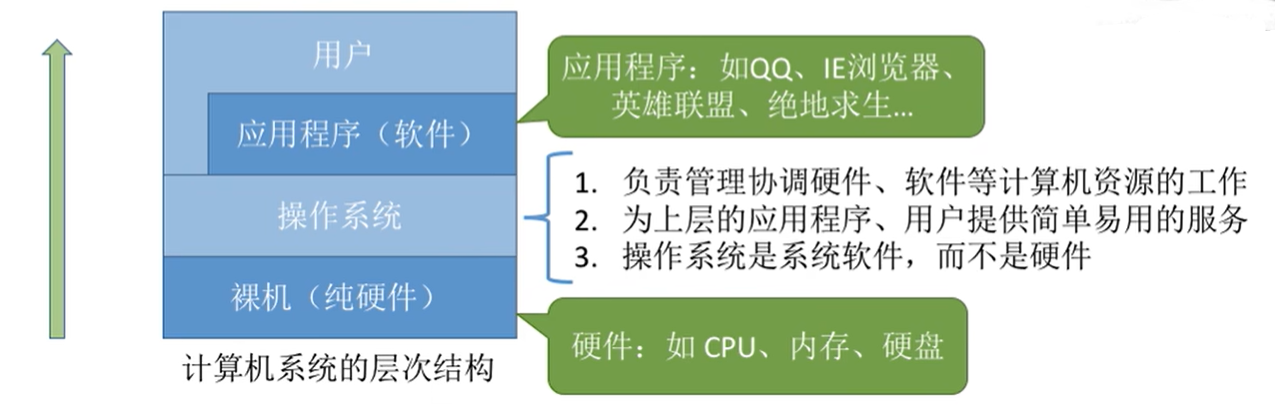 用户
应用程序（软件）
操作系统
裸机（纯硬件）
计算机系统的层次结构
应用程序：如QQ、IE浏览器、
英雄联盟、绝地求生...
1. 负责管理协调硬件、软件等计算机资源的工作
2. 为上层的应用程序、用户提供简单易用的服务
3. 操作系统是系统软件，而不是硬件
硬件：如 CPU、内存、硬盘